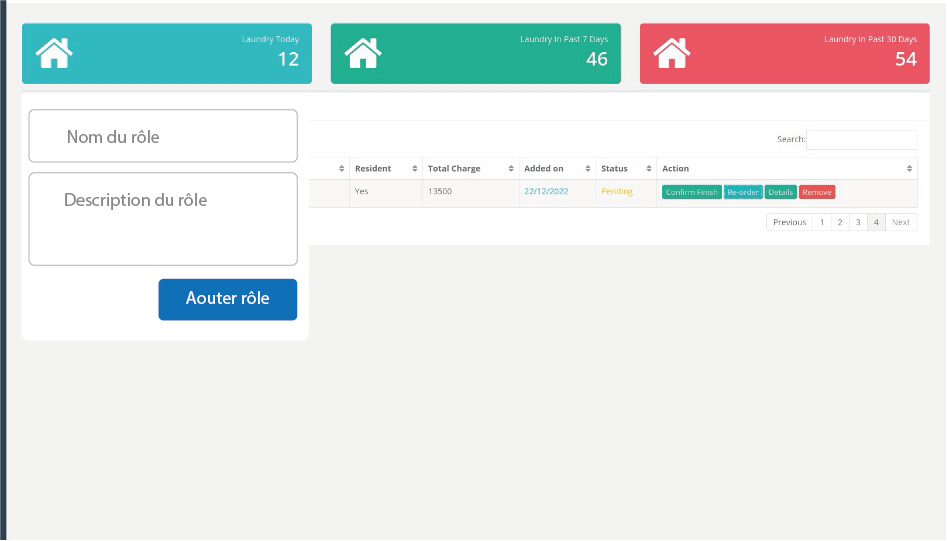 Laundry Today
12
Laundry In Past 7 Days
46
Laundry In Past 30 Days
54
Nom du rôle
Description du rôle
Aouter rôle
Search:
Resident Total Charge Added on Status Action
Yes 13500 22/12/2022 Pending Confirm Finish Re-order Details Remove
Previous 1 2 3 4 Next